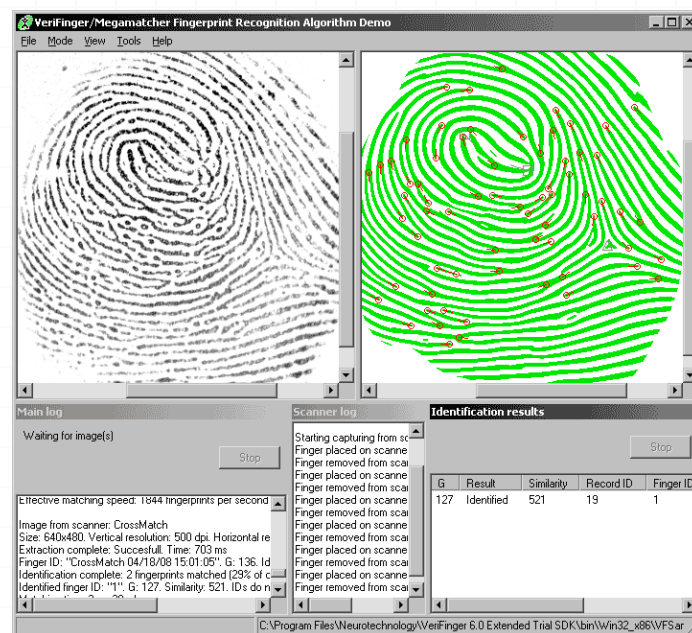 VeriFinger/Megamatcher Fingerprint Recognition Algorithm Demo
File Mode View Tools Help
Main log
Waiting for image(s)
Stop
Effective matching speed: 1844 fingerprints per second
Image from scanner: CrossMatch
Size: 640x480. Vertical resolution: 500 dpi. Horizontal re
Extraction complete: Succesfull. Time: 703 ms
Finger ID: "CrossMatch 04/18/08 15:01:05". G: 136. Id
Identification complete: 2 fingerprints matched (29% of c
Identified finger ID: "1". G: 127. Similarity: 521. IDs do n
Scanner log
Starting capturing from sc
Finger placed on scanne
Finger removed from scar
Finger placed on scanne
Finger removed from scar
Finger placed on scanne
Finger removed from scar
Finger placed on scanne
Finger removed from scar
Finger placed on scanne
Finger removed from scar
Finger placed on scanne
Finger removed from scar
Identification results
Stop
G Result Similarity Record ID Finger ID
127 Identified 521 19 1
C:\Program Files\Neurotechnology\VeriFinger 6.0 Extended Trial SDK\bin\Win32_x86\VFSar